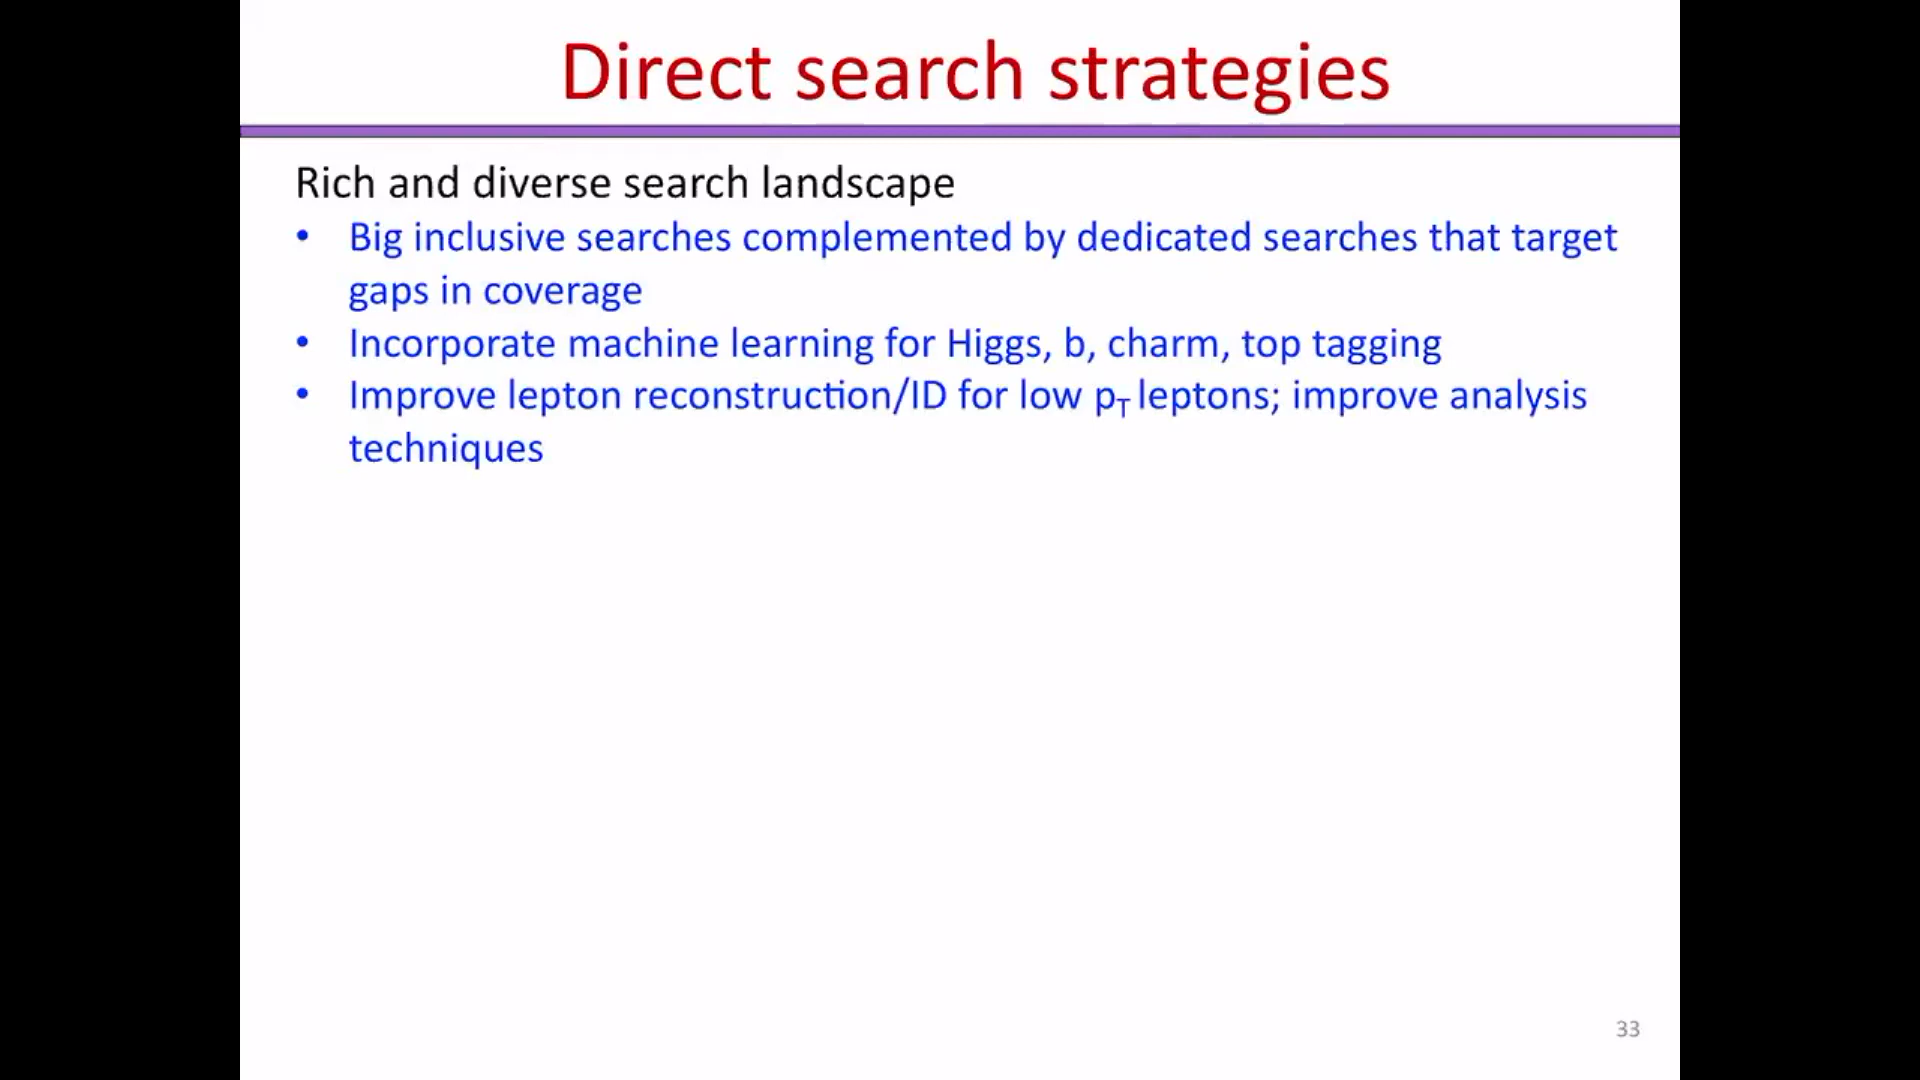 Direct search strategies
Rich and diverse search landscape
• Big inclusive searches complemented by dedicated searches that target
gaps in coverage
• Incorporate machine learning for Higgs, b, charm, top tagging
• Improve lepton reconstruction/ID for low pT leptons; improve analysis
techniques
33